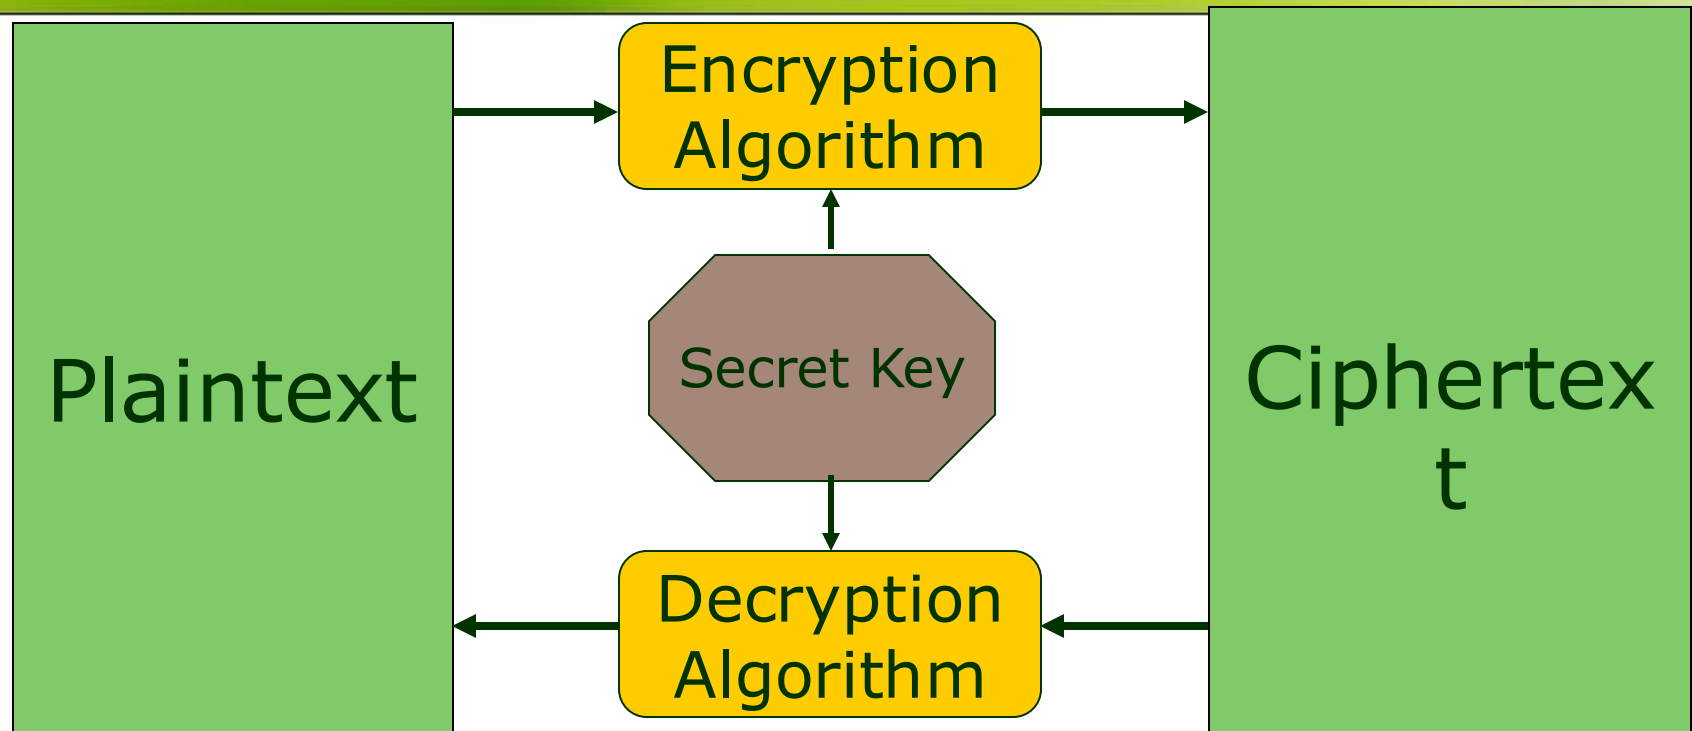 Plaintext
Encryption
Algorithm
Secret Key
Decryption
Algorithm
Ciphertex
t